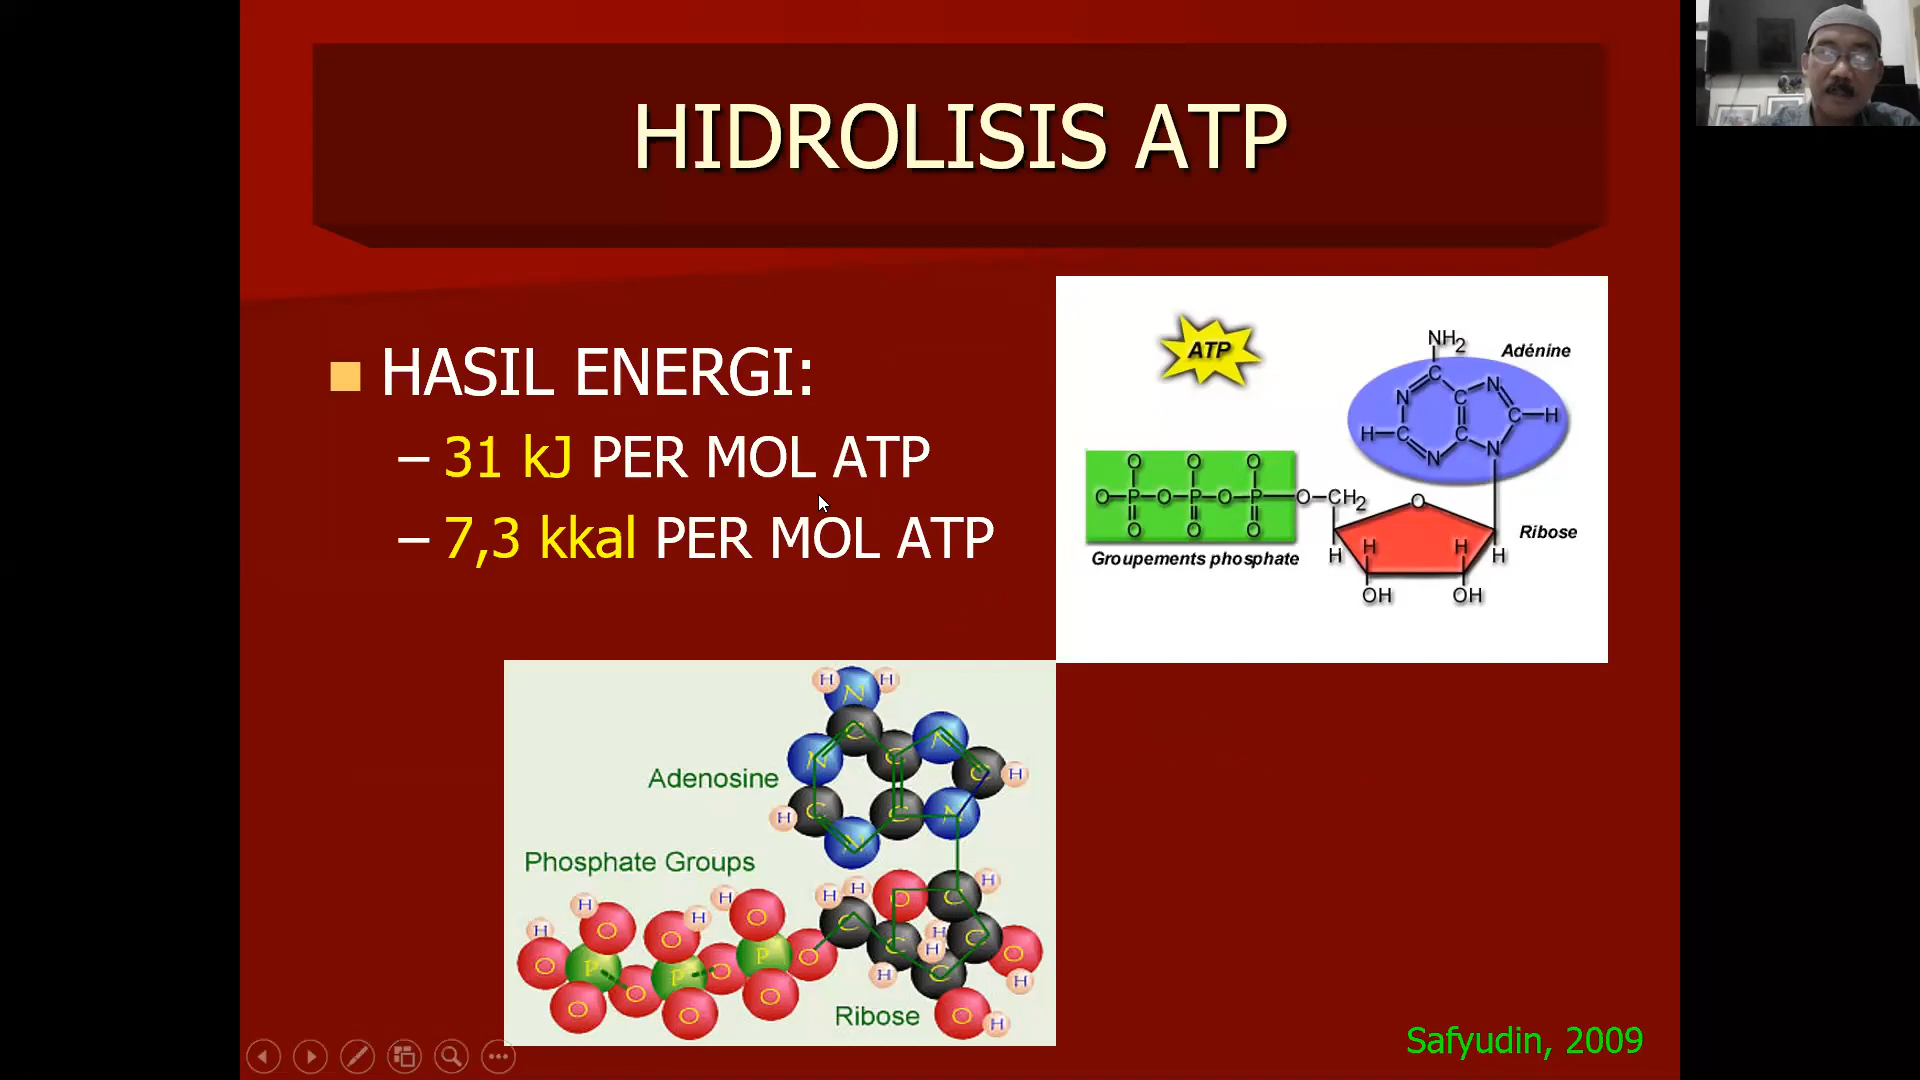 HIDROLISIS ATP
HASIL ENERGI:
– 31 kJ PER MOL ATP
– 7,3 kkal PER MOL ATP
ATP
NH2
Adénine
N
C
C
N
C
H
H
C
C
N
N
O
O
O
O
P
O
P
O
P
O
CH2
O
O
O
O
Groupements phosphate
Ribose
H
H
H
H
OH
OH
H
N
H
C
N
C
N
C
H
Adenosine
H
C
C
N
N
Phosphate Groups
H
H
C
H
O
C
H
H
O
H
O
H
O
H
O
C
H
C
C
H
O
O
P
O
P
O
P
O
H
C
H
O
O
O
Ribose
O
H
Safyudin, 2009